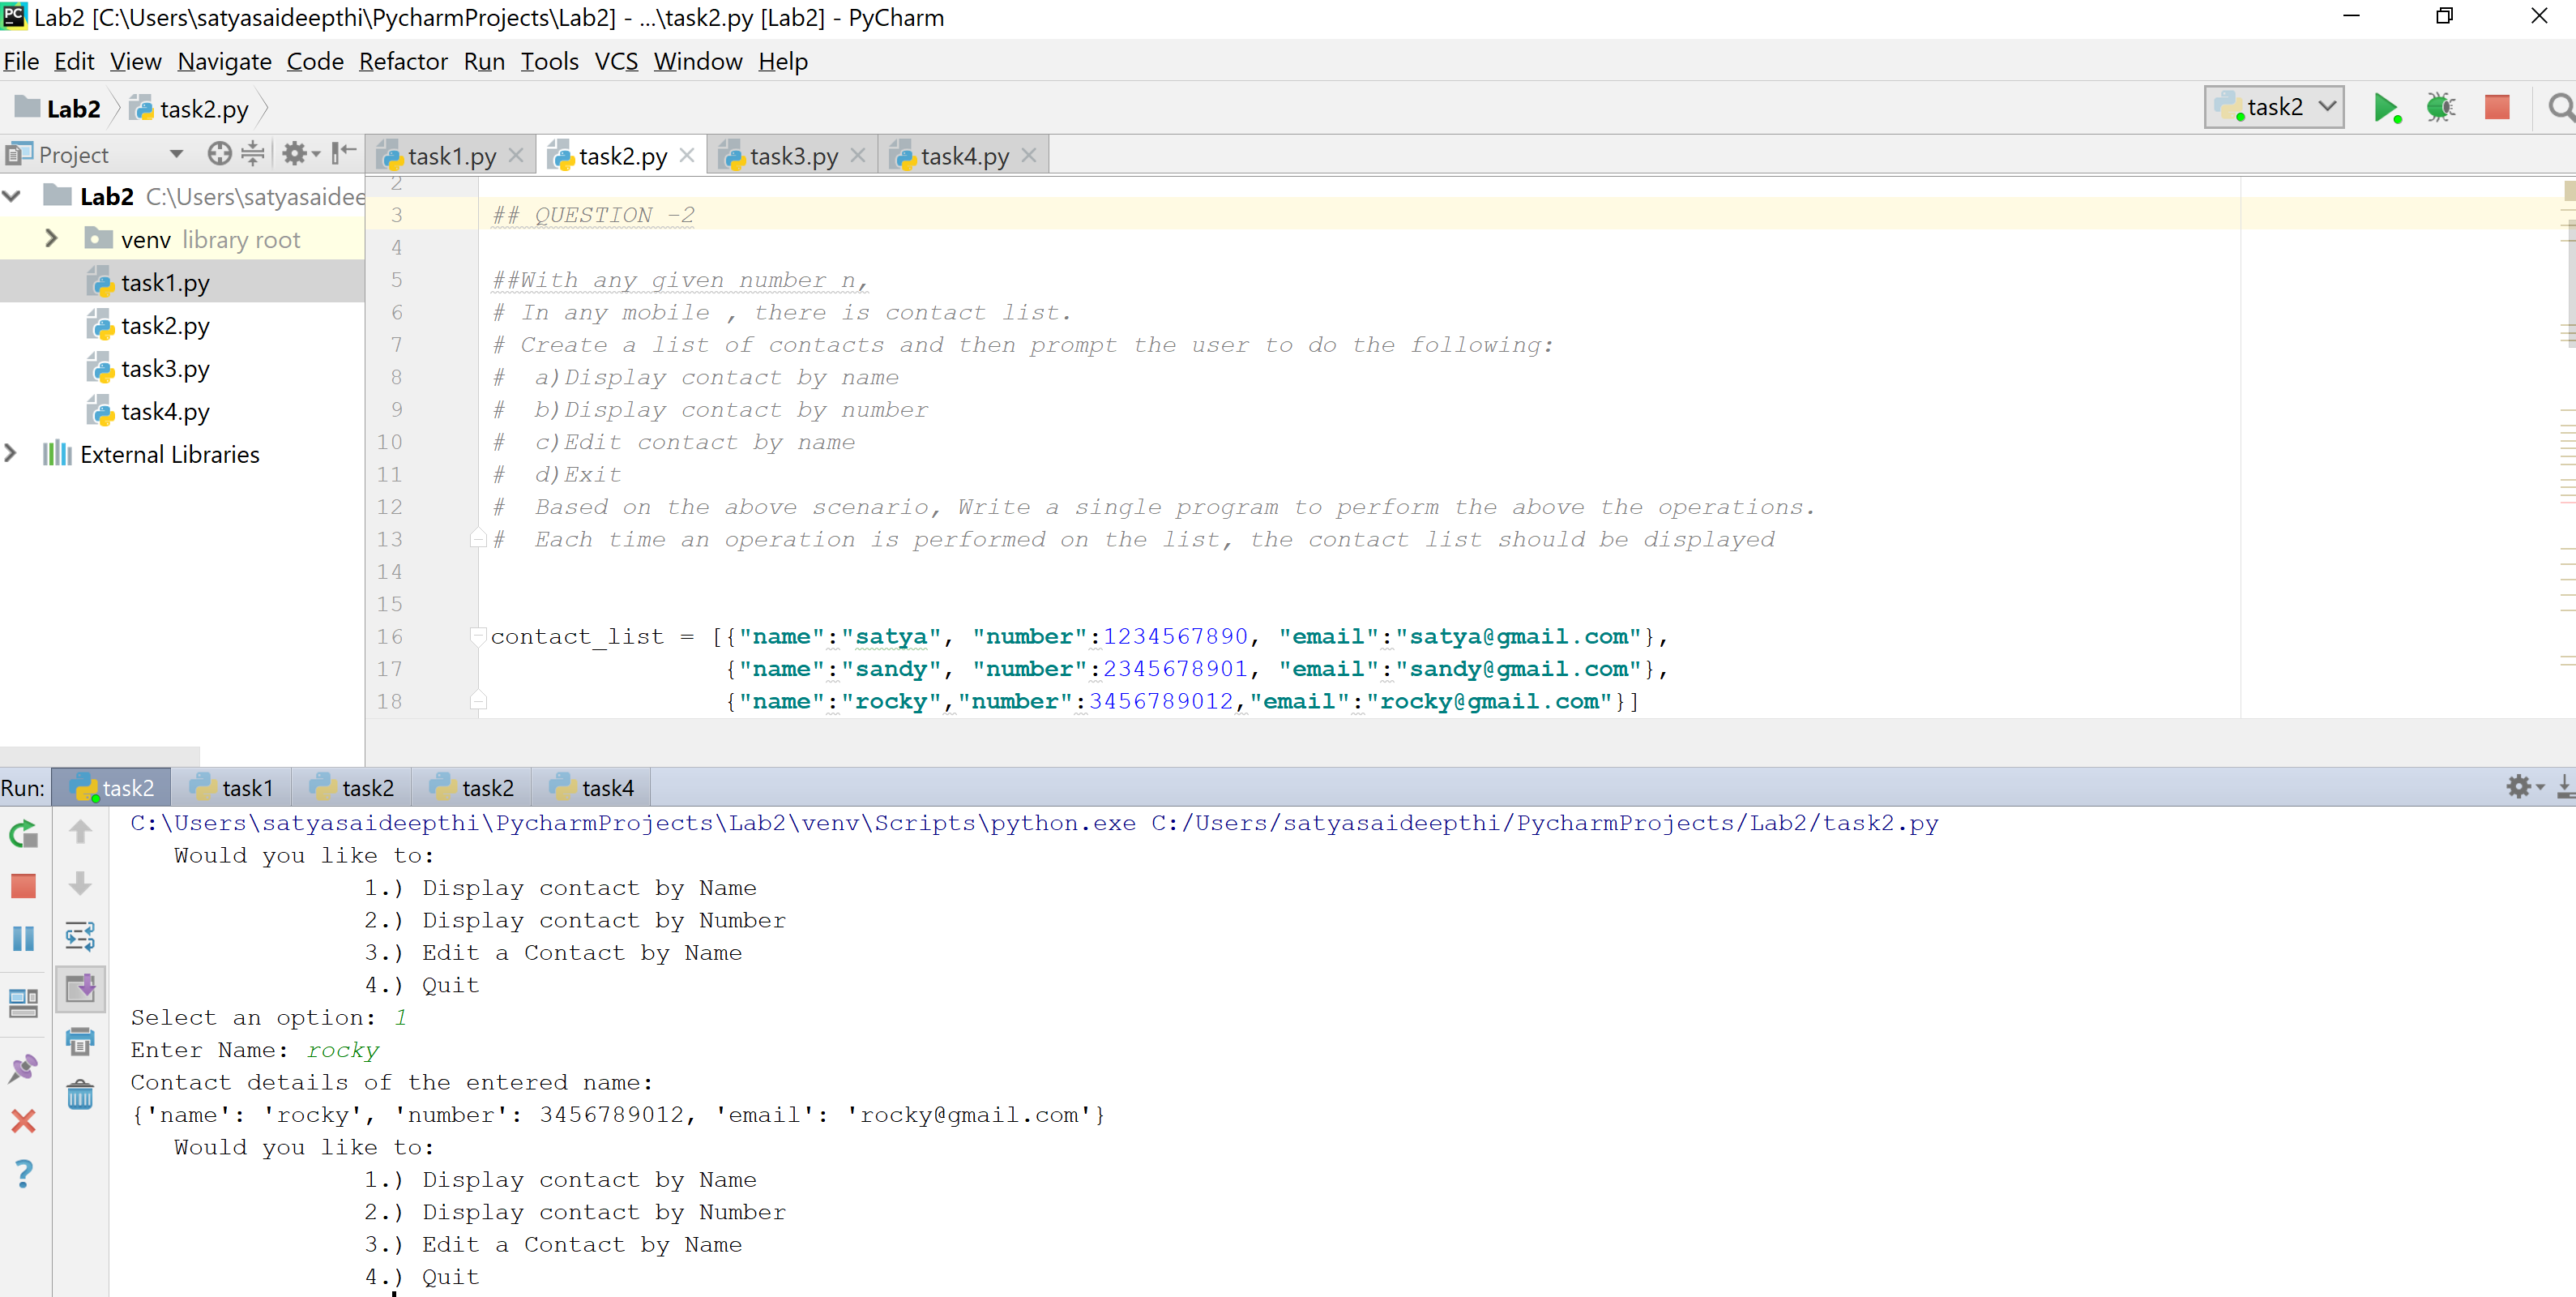 PC Lab2 [C:\Users\satyasaideepthi\PycharmProjects\Lab2] - ...\task2.py [Lab2] - PyCharm
File Edit View Navigate Code Refactor Run Tools VCS Window Help
Lab2 task2.py task2
Project task1.py task2.py task3.py task4.py
Lab2 C:\Users\satyasaidee
venv library root
task1.py
task2.py
task3.py
task4.py
External Libraries
2
3 ## QUESTION -2
4
5 ##With any given number n,
6 # In any mobile , there is contact list.
7 # Create a list of contacts and then prompt the user to do the following:
8 #  a)Display contact by name
9 #  b)Display contact by number
10 #  c)Edit contact by name
11 #  d)Exit
12 #  Based on the above scenario, Write a single program to perform the above the operations.
13 #  Each time an operation is performed on the list, the contact list should be displayed
14
15
16 contact_list = [{"name":"satya", "number":1234567890, "email":"satya@gmail.com"},
17 {"name":"sandy", "number":2345678901, "email":"sandy@gmail.com"},
18 {"name":"rocky","number":3456789012,"email":"rocky@gmail.com"}]
Run: task2 task1 task2 task2 task4
C:\Users\satyasaideepthi\PycharmProjects\Lab2\venv\Scripts\python.exe C:/Users/satyasaideepthi/PycharmProjects/Lab2/task2.py
Would you like to:
1.) Display contact by Name
2.) Display contact by Number
3.) Edit a Contact by Name
4.) Quit
Select an option: 1
Enter Name: rocky
Contact details of the entered name:
{'name': 'rocky', 'number': 3456789012, 'email': 'rocky@gmail.com'}
Would you like to:
1.) Display contact by Name
2.) Display contact by Number
3.) Edit a Contact by Name
4.) Quit